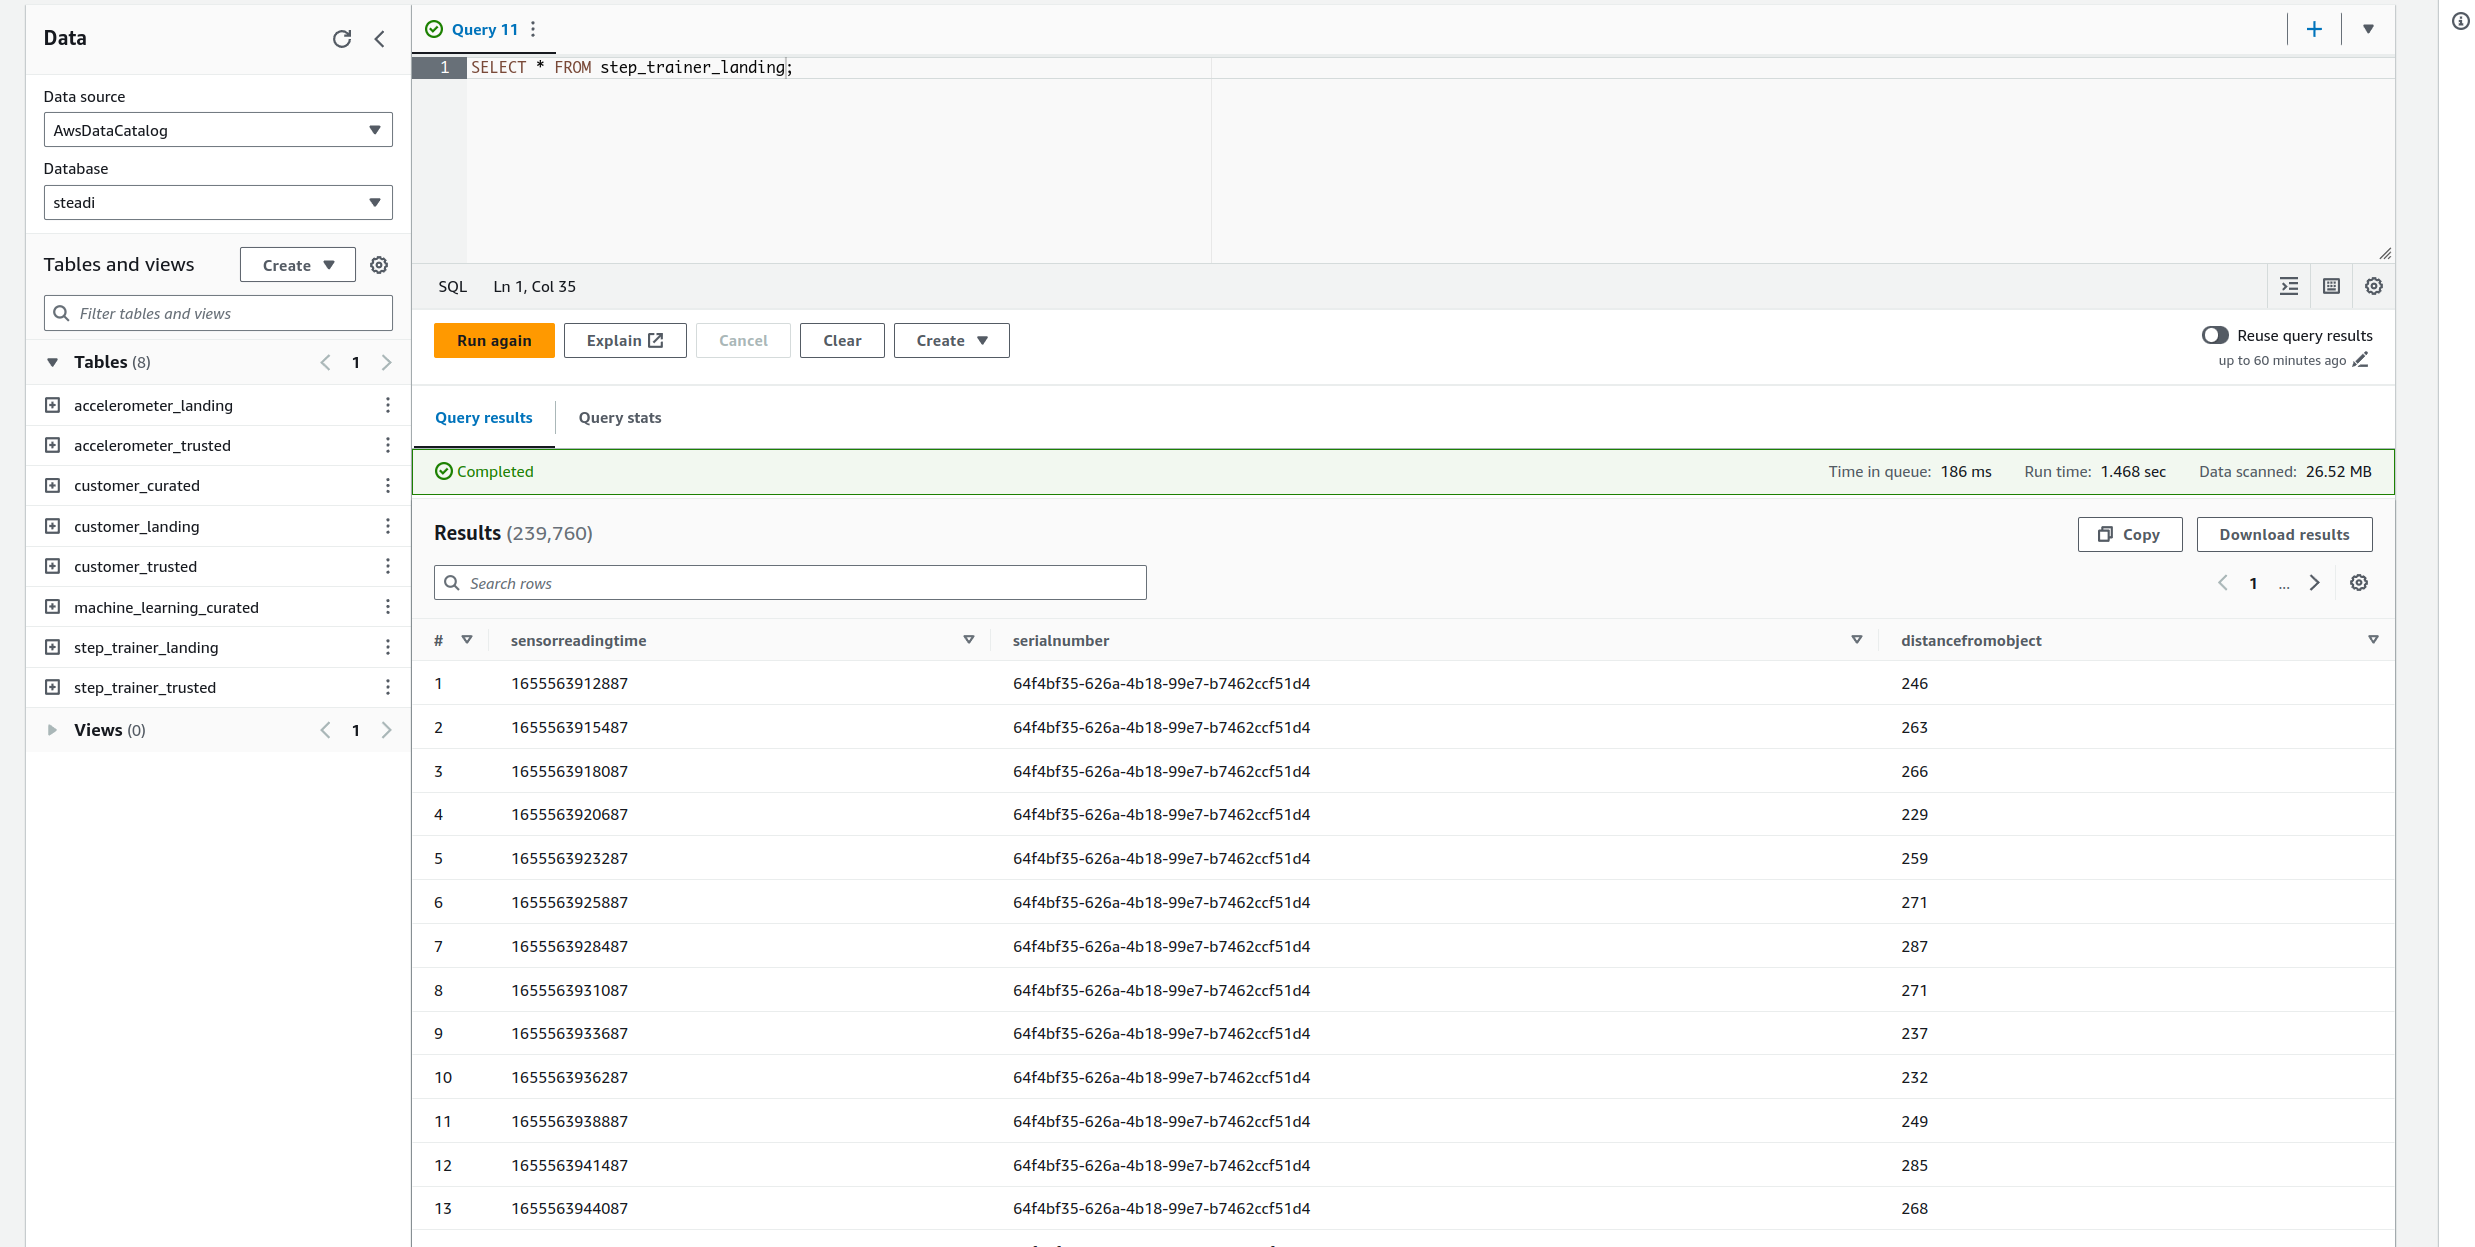 Data
Data source
AwsDataCatalog
Database
steadi
Tables and views
Create
Filter tables and views
Tables (8)
1
accelerometer_landing
accelerometer_trusted
customer_curated
customer_landing
customer_trusted
machine_learning_curated
step_trainer_landing
step_trainer_trusted
Views (0)
1
Query 11
1 SELECT * FROM step_trainer_landing;
SQL Ln 1, Col 35
Run again Explain Cancel Clear Create
Reuse query results
up to 60 minutes ago
Query results Query stats
Completed Time in queue: 186 ms Run time: 1.468 sec Data scanned: 26.52 MB
Results (239,760)
Copy Download results
Search rows
1 ...
# sensorreadingtime serialnumber distancefromobject
1 1655563912887 64f4bf35-626a-4b18-99e7-b7462ccf51d4 246
2 1655563915487 64f4bf35-626a-4b18-99e7-b7462ccf51d4 263
3 1655563918087 64f4bf35-626a-4b18-99e7-b7462ccf51d4 266
4 1655563920687 64f4bf35-626a-4b18-99e7-b7462ccf51d4 229
5 1655563923287 64f4bf35-626a-4b18-99e7-b7462ccf51d4 259
6 1655563925887 64f4bf35-626a-4b18-99e7-b7462ccf51d4 271
7 1655563928487 64f4bf35-626a-4b18-99e7-b7462ccf51d4 287
8 1655563931087 64f4bf35-626a-4b18-99e7-b7462ccf51d4 271
9 1655563933687 64f4bf35-626a-4b18-99e7-b7462ccf51d4 237
10 1655563936287 64f4bf35-626a-4b18-99e7-b7462ccf51d4 232
11 1655563938887 64f4bf35-626a-4b18-99e7-b7462ccf51d4 249
12 1655563941487 64f4bf35-626a-4b18-99e7-b7462ccf51d4 285
13 1655563944087 64f4bf35-626a-4b18-99e7-b7462ccf51d4 268